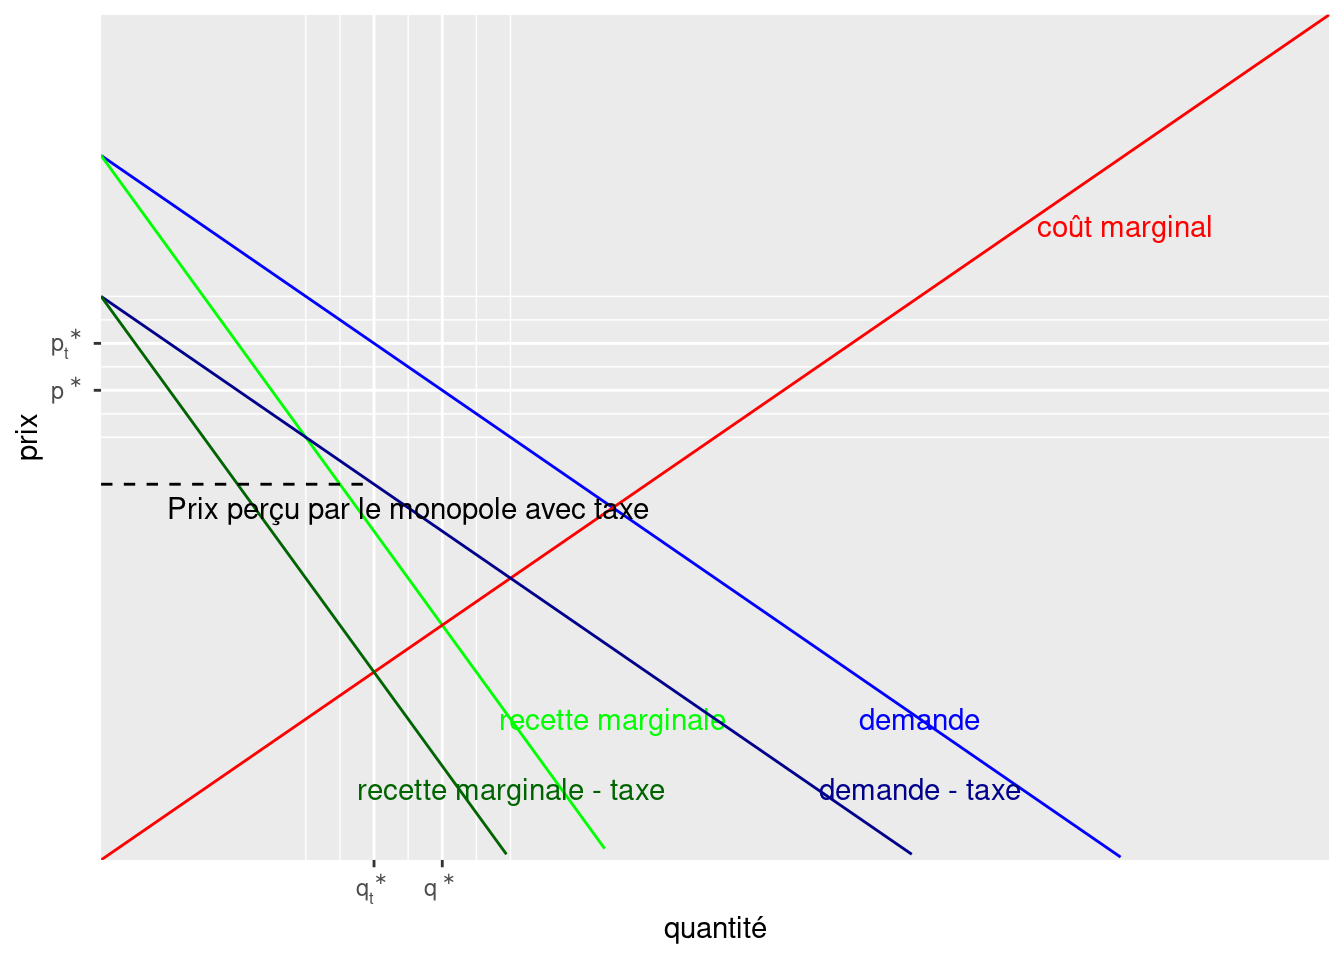 coût marginal
pₜ*
p*
prix
Prix perçu par le monopole avec taxe
recette marginale
demande
recette marginale - taxe
demande - taxe
qₜ*
q*
quantité